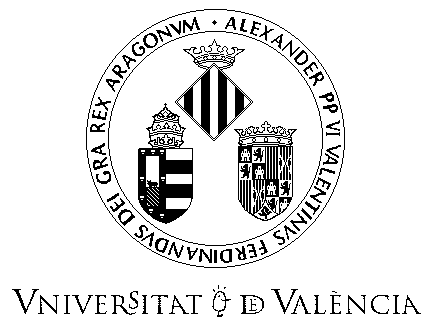 ALEXANDER PP VI VALENTINVS FERDINANDVS DEI GRA REX ARAGONVM ·
VNIVERSITAT DE VALÈNCIA